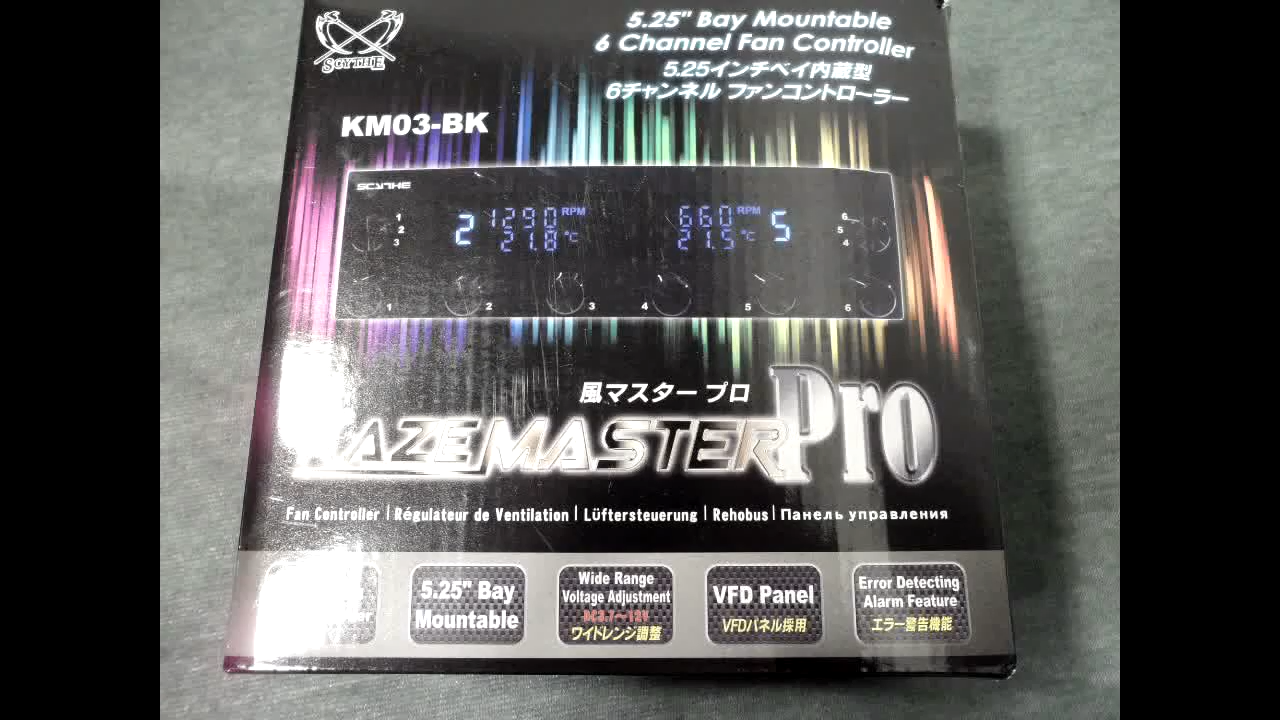 SCYTHE
5.25" Bay Mountable
6 Channel Fan Controller
5.25インチベイ内蔵型
6チャンネル ファンコントローラー
KM03-BK
SCYTHE
1
2
3
2 1290 RPM
21.8 °C
660 RPM 5
21.5 °C
6
5
4
1 2 3 4 5 6
風マスター プロ
KAZEMASTER Pro
Fan Controller | Régulateur de Ventilation | Lüftersteuerung | Rehobus | Панель управления
5.25" Bay
Mountable
Wide Range
Voltage Adjustment
DC3.7～12V
ワイドレンジ調整
VFD Panel
VFDパネル採用
Error Detecting
Alarm Feature
エラー警告機能